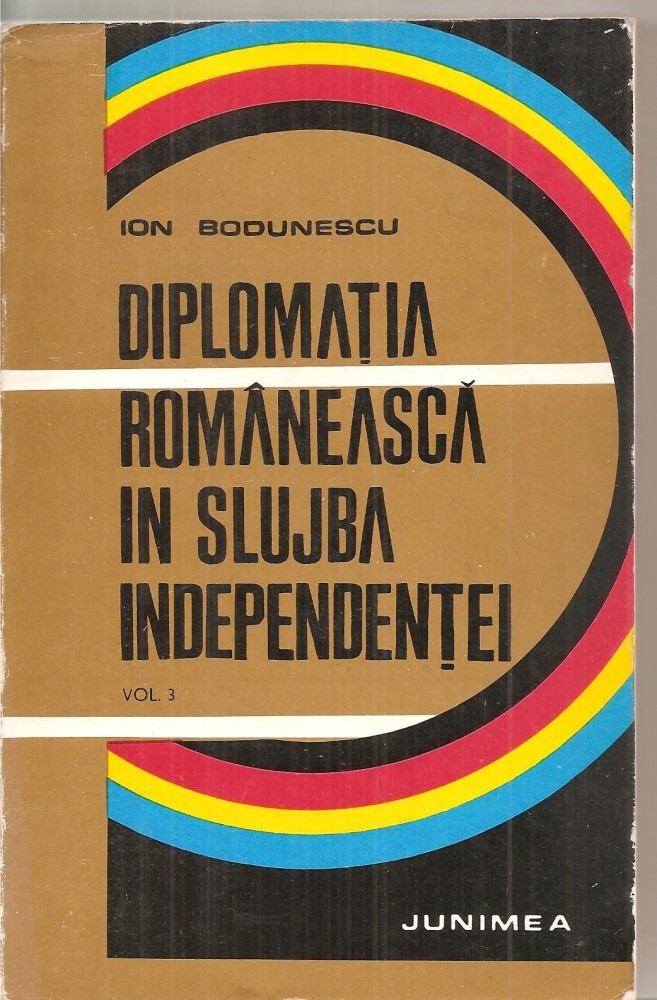 ION BODUNESCU
DIPLOMAȚIA
ROMÂNEASCĂ
IN SLUJBA
INDEPENDENȚEI
VOL. 3
JUNIMEA